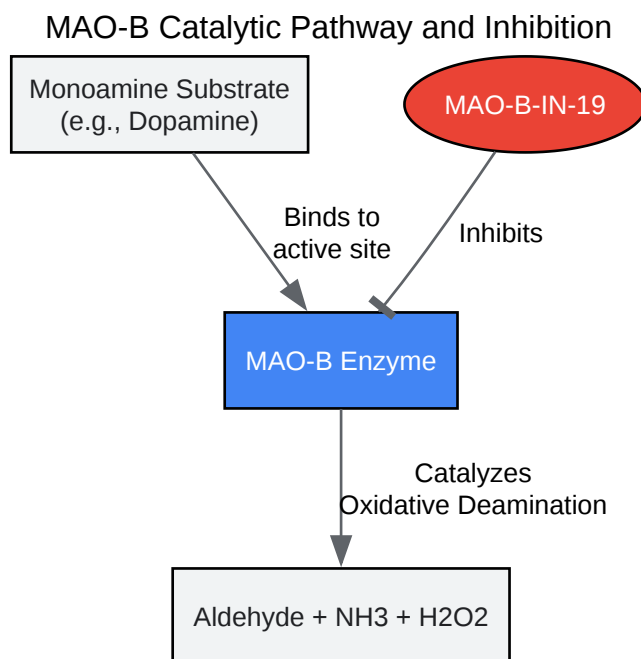 MAO-B Catalytic Pathway and Inhibition
Monoamine Substrate
(e.g., Dopamine)
MAO-B-IN-19
Binds to
active site
Inhibits
MAO-B Enzyme
Catalyzes
Oxidative Deamination
Aldehyde + NH3 + H2O2